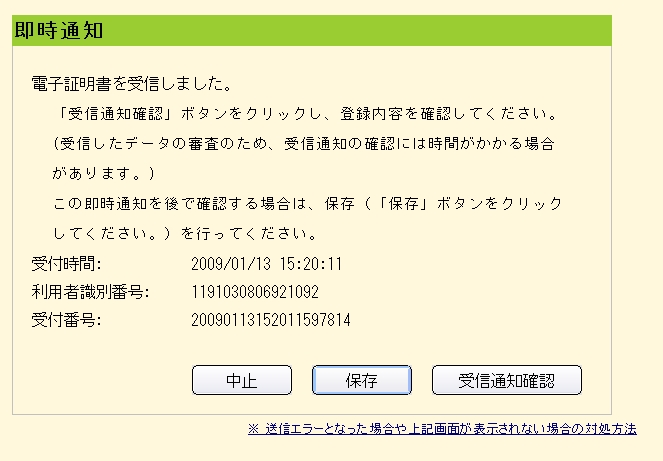 即時通知
電子証明書を受信しました。
「受信通知確認」ボタンをクリックし、登録内容を確認してください。
(受信したデータの審査のため、受信通知の確認には時間がかかる場合
があります。)
この即時通知を後で確認する場合は、保存（「保存」ボタンをクリック
してください。）を行ってください。
受付時間: 2009/01/13 15:20:11
利用者識別番号: 1191030806921092
受付番号: 20090113152011597814
中止 保存 受信通知確認
※ 送信エラーとなった場合や上記画面が表示されない場合の対処方法